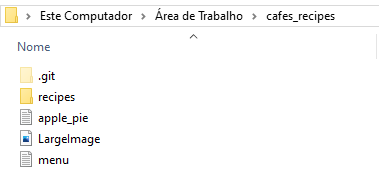 Este Computador > Área de Trabalho > cafes_recipes
Nome
.git
recipes
apple_pie
LargeImage
menu